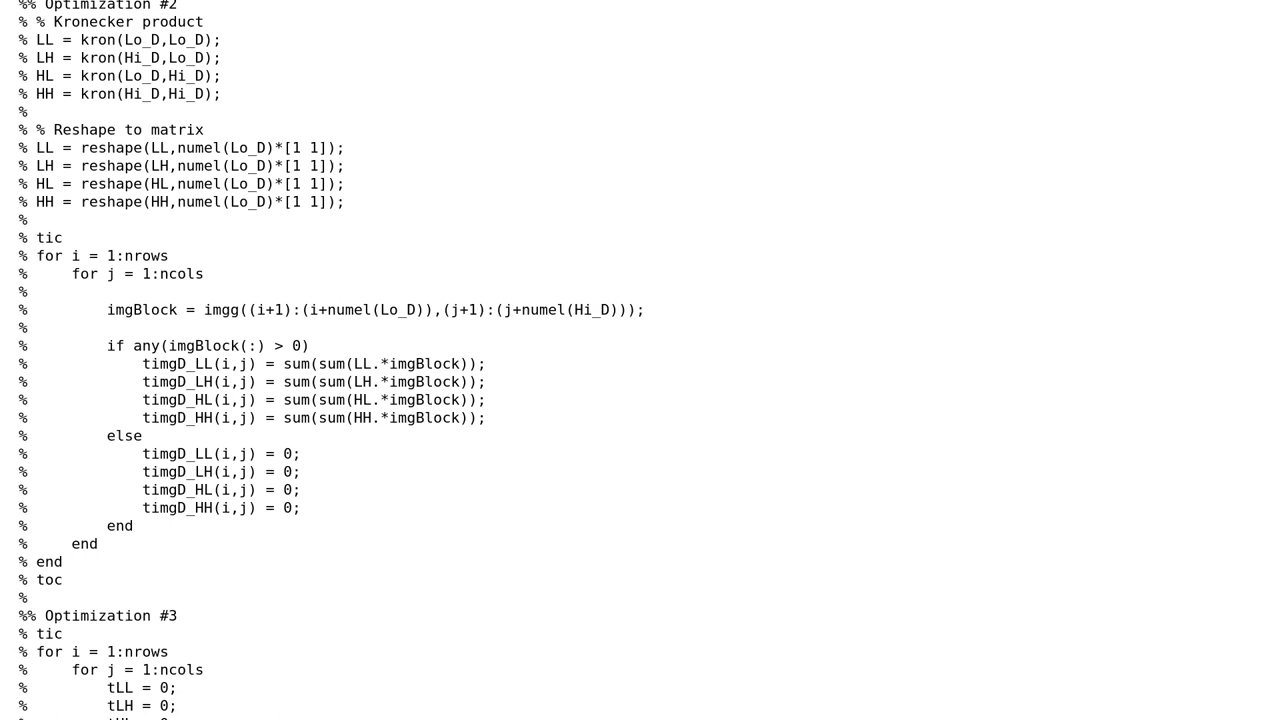 %% Optimization #2
% % Kronecker product
% LL = kron(Lo_D,Lo_D);
% LH = kron(Hi_D,Lo_D);
% HL = kron(Lo_D,Hi_D);
% HH = kron(Hi_D,Hi_D);
%
% % Reshape to matrix
% LL = reshape(LL,numel(Lo_D)*[1 1]);
% LH = reshape(LH,numel(Lo_D)*[1 1]);
% HL = reshape(HL,numel(Lo_D)*[1 1]);
% HH = reshape(HH,numel(Lo_D)*[1 1]);
%
% tic
% for i = 1:nrows
%     for j = 1:ncols
%
%         imgBlock = imgg((i+1):(i+numel(Lo_D)),(j+1):(j+numel(Hi_D)));
%
%         if any(imgBlock(:) > 0)
%             timgD_LL(i,j) = sum(sum(LL.*imgBlock));
%             timgD_LH(i,j) = sum(sum(LH.*imgBlock));
%             timgD_HL(i,j) = sum(sum(HL.*imgBlock));
%             timgD_HH(i,j) = sum(sum(HH.*imgBlock));
%         else
%             timgD_LL(i,j) = 0;
%             timgD_LH(i,j) = 0;
%             timgD_HL(i,j) = 0;
%             timgD_HH(i,j) = 0;
%         end
%     end
% end
% toc
%
%% Optimization #3
% tic
% for i = 1:nrows
%     for j = 1:ncols
%         tLL = 0;
%         tLH = 0;